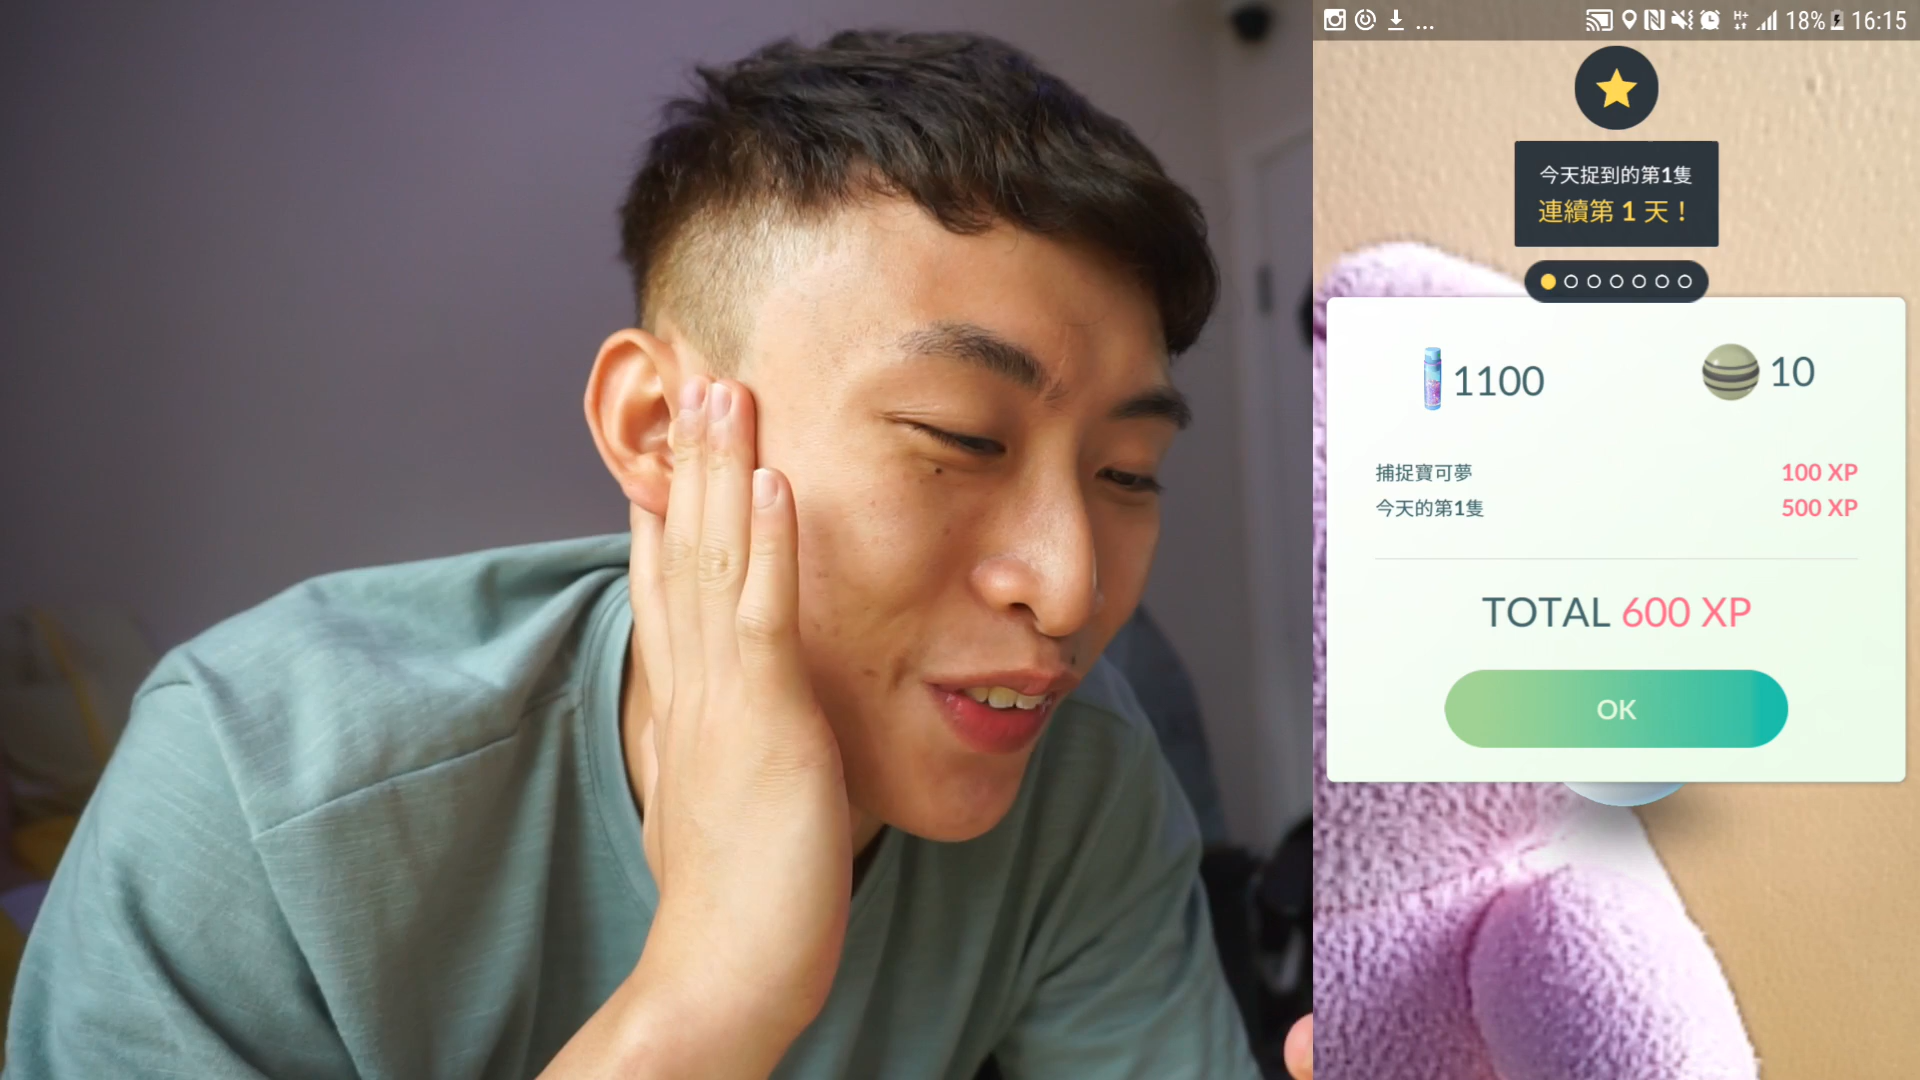 ... H+ 18% 16:15
今天捉到的第1隻
連續第 1 天！
1100
10
捕捉寶可夢 100 XP
今天的第1隻 500 XP
TOTAL 600 XP
OK